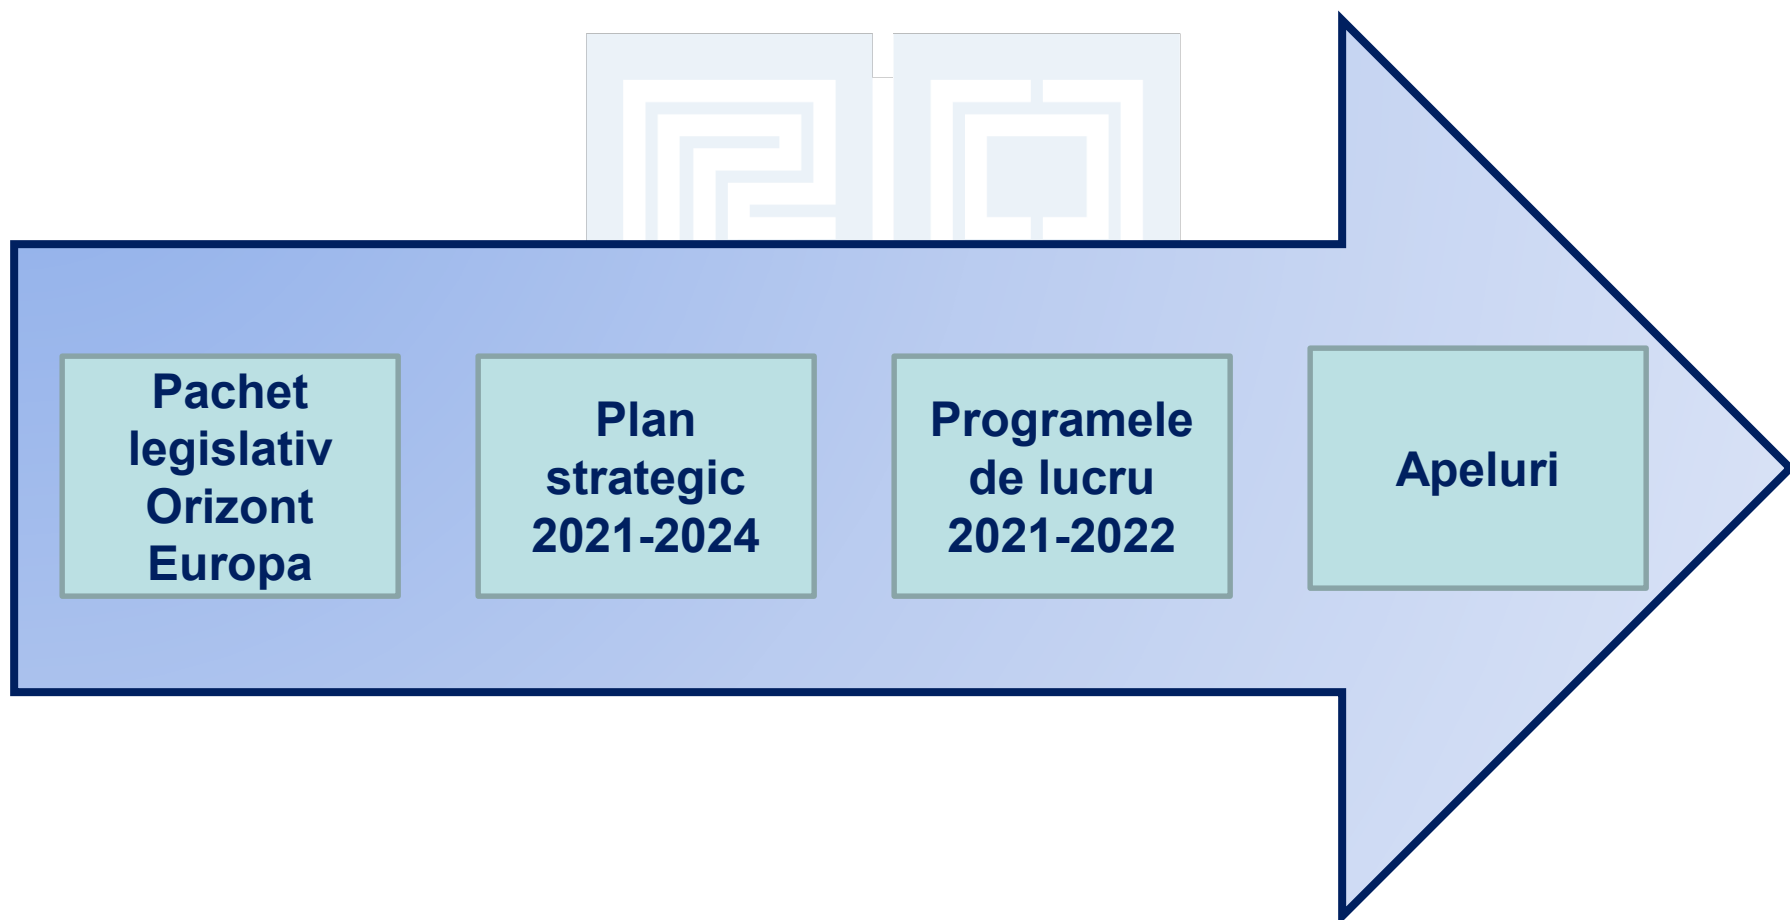 Pachet
legislativ
Orizont
Europa
Plan
strategic
2021-2024
Programele
de lucru
2021-2022
Apeluri